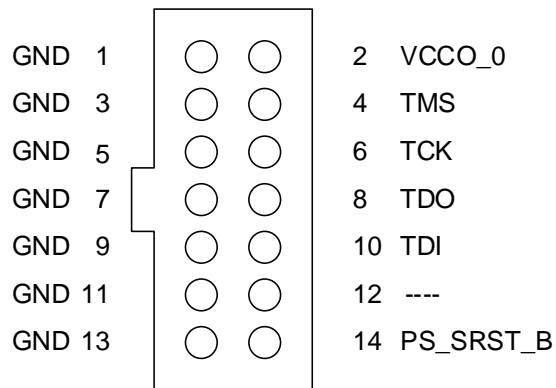 GND 1 2 VCCO_0
GND 3 4 TMS
GND 5 6 TCK
GND 7 8 TDO
GND 9 10 TDI
GND 11 12 ----
GND 13 14 PS_SRST_B